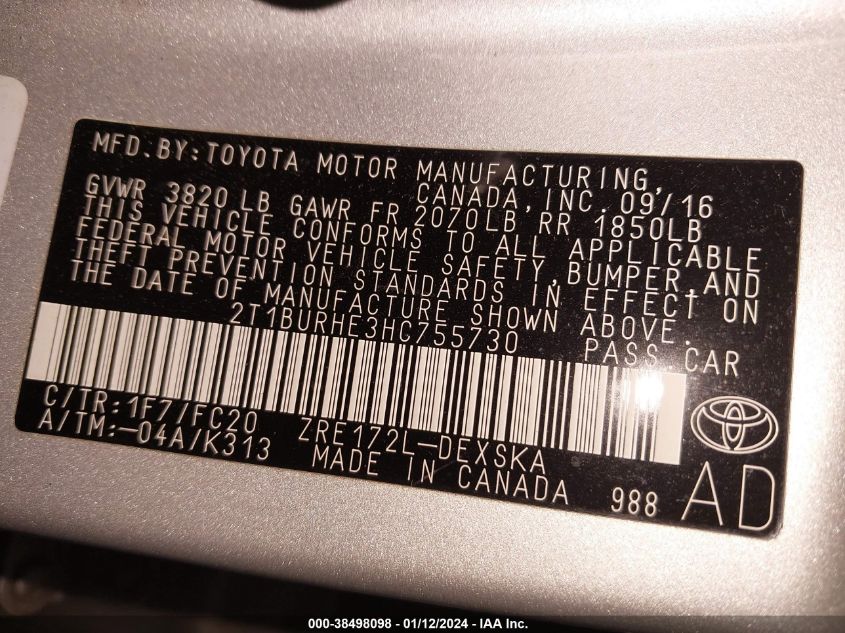 MFD.BY:TOYOTA MOTOR MANUFACTURING,
CANADA, INC. 09/16
GVWR 3820 LB GAWR FR 2070LB, RR 1850LB
THIS VEHICLE CONFORMS TO ALL APPLICABLE
FEDERAL MOTOR VEHICLE SAFETY, BUMPER, AND
THEFT PREVENTION STANDARDS IN EFFECT ON
THE DATE OF MANUFACTURE SHOWN ABOVE.
2T1BURHE3HC755730 PASS.CAR
C/TR:1F7/FC20 ZRE172L-DEXSKA
A/TM:-04A/K313 MADE IN CANADA 988 AD
000-38498098 - 01/12/2024 - IAA Inc.